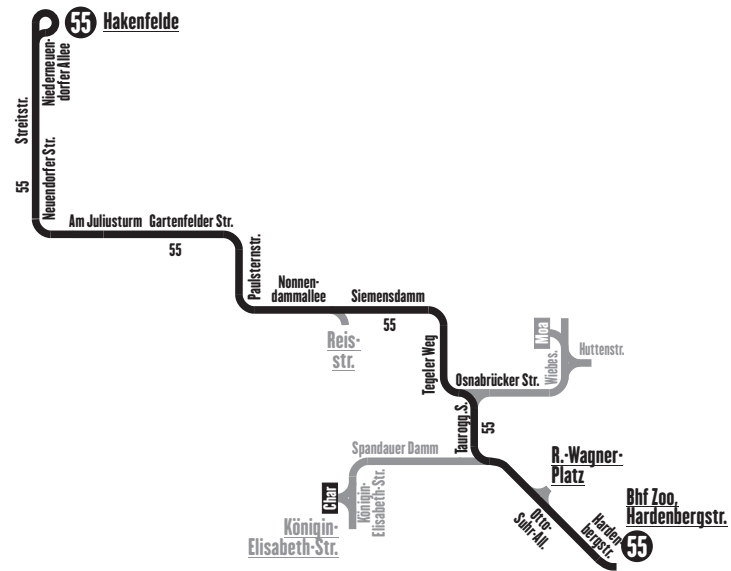 55 Hakenfelde
Niederneuen-
dorfer Allee
Streitstr.
Neuendorfer Str.
55
Am Juliusturm Gartenfelder Str.
55
Paulsternstr.
Nonnen-
dammallee
Siemensdamm
55
Reis-
str.
Tegeler Weg
Osnabrücker Str.
Moa
Wiebes.
Huttenstr.
Taurogg.S.
55
Spandauer Damm
Char
Königin-
Elisabeth-Str.
Königin-
Elisabeth-Str.
R.-Wagner-
Platz
Otto-
Suhr-All.
Harden
bergstr.
Bhf Zoo,
Hardenbergstr.
55